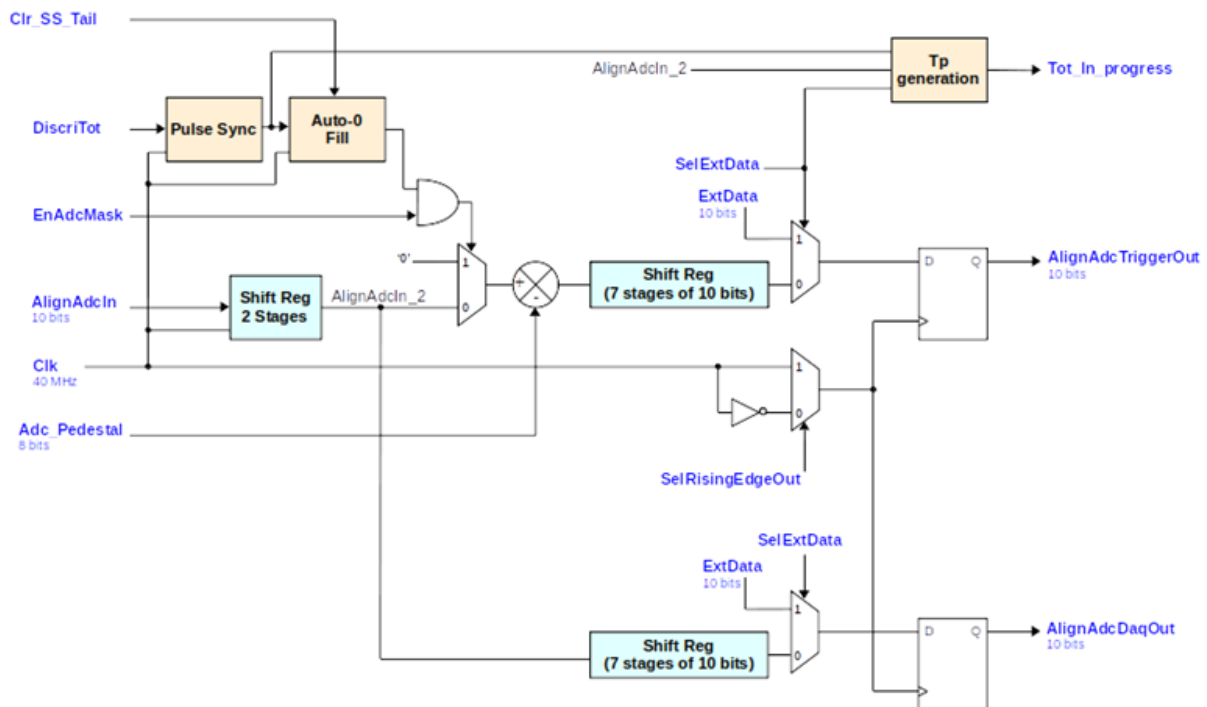 Clr_SS_Tail
AlignAdcIn_2
Tp
generation
Tot_In_progress
DiscriTot
Pulse Sync
Auto-0
Fill
SelExtData
ExtData
10 bits
EnAdcMask
'0'
1
0
+
-
Shift Reg
(7 stages of 10 bits)
1
0
D
Q
AlignAdcTriggerOut
10 bits
AlignAdcIn
10 bits
Shift Reg
2 Stages
AlignAdcIn_2
Clk
40 MHz
1
0
Adc_Pedestal
8 bits
SelRisingEdgeOut
SelExtData
ExtData
10 bits
1
0
Shift Reg
(7 stages of 10 bits)
D
Q
AlignAdcDaqOut
10 bits